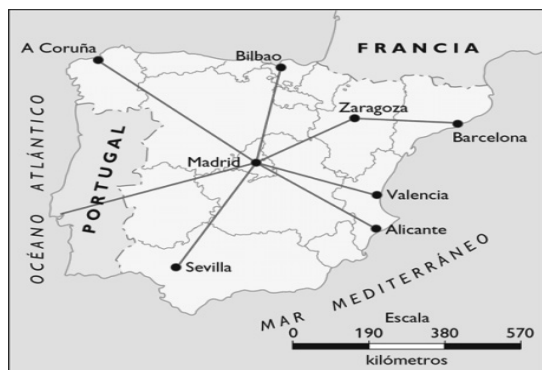 A Coruña
Bilbao
FRANCIA
Zaragoza
Barcelona
OCÉANO ATLÁNTICO
PORTUGAL
Madrid
Valencia
Alicante
Sevilla
MAR MEDITERRÁNEO
Escala
0 190 380 570
kilómetros